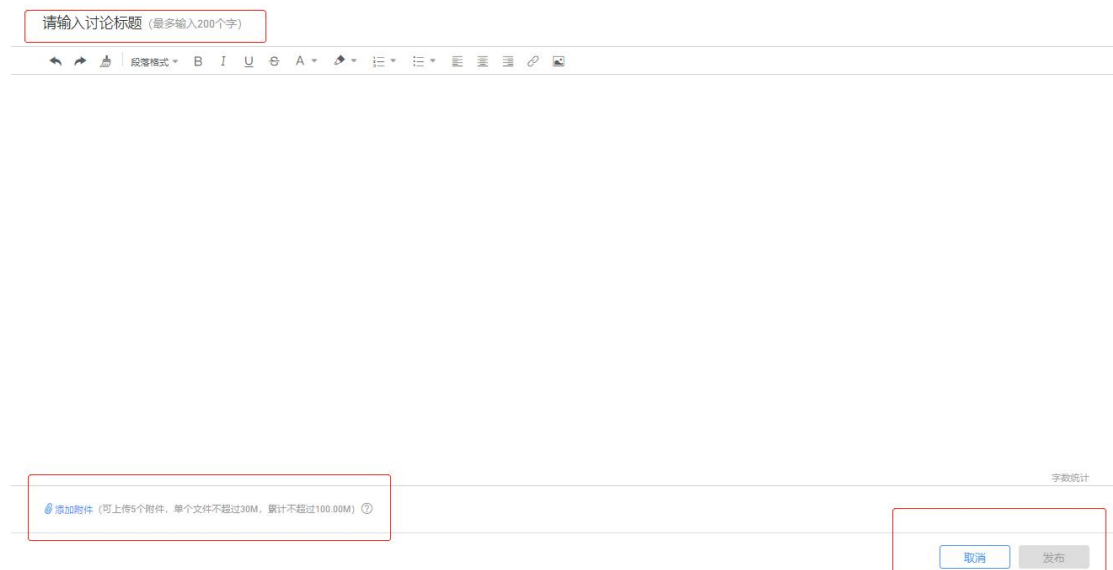 请输入讨论标题（最多输入200个字）
段落格式 B I U S A
字数统计
添加附件（可上传5个附件，单个文件不超过30M，累计不超过100.00M）?
取消 发布